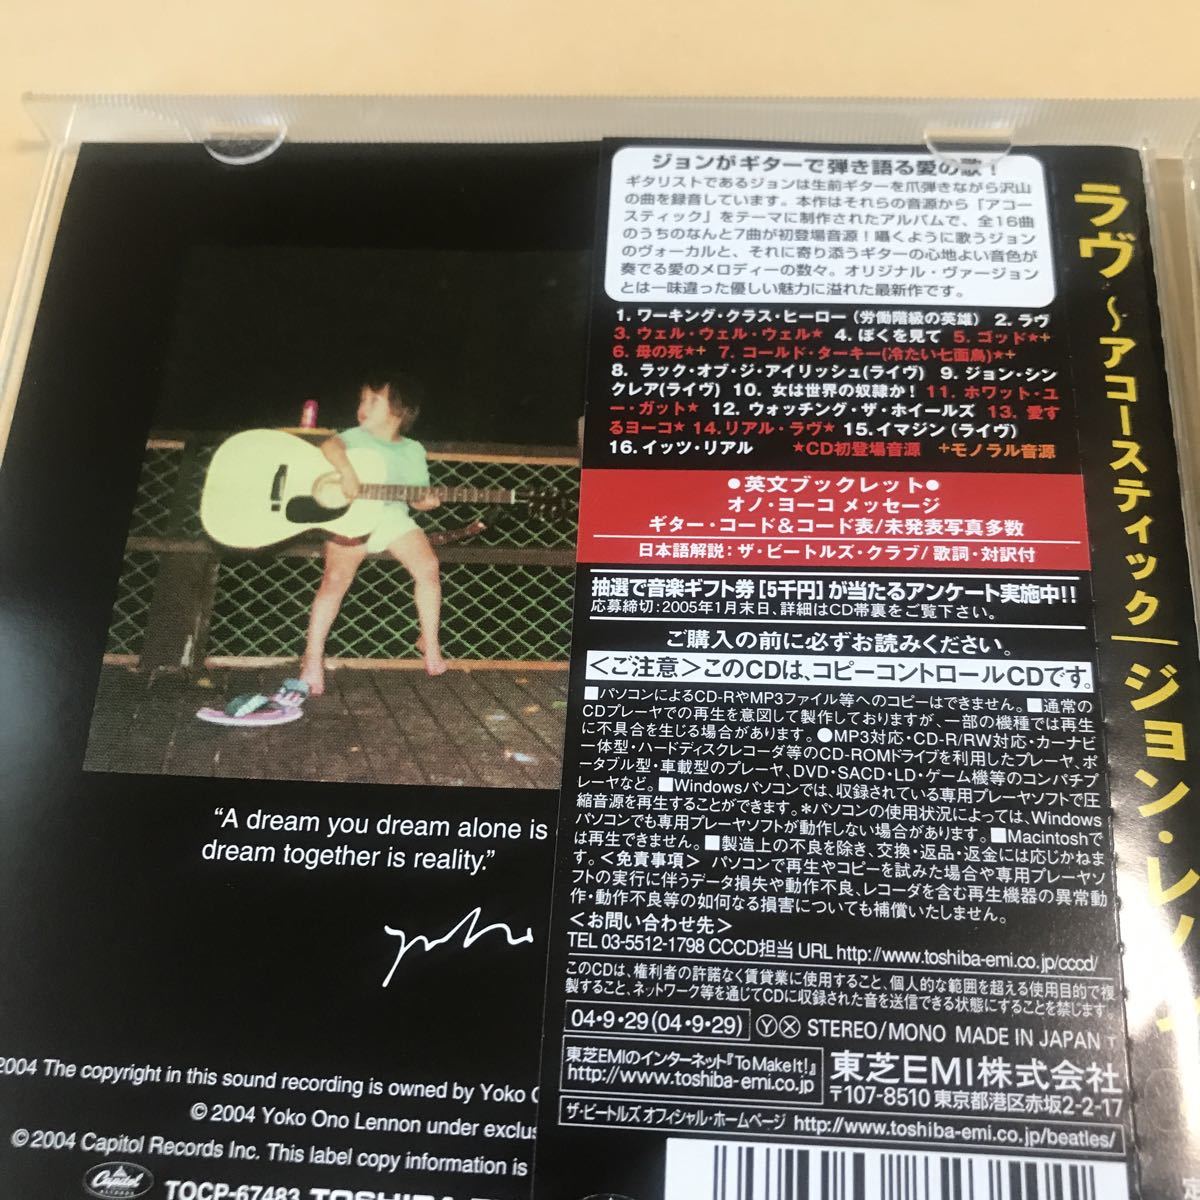 ジョンがギターで弾き語る愛の歌!
ギタリストであるジョンは生前ギターを爪弾きながら沢山
の曲を録音しています。本作はそれらの音源から「アコー
スティック」をテーマに制作されたアルバムで、全16曲
のうちのなんと7曲が初登場音源!囁くように歌うジョン
のヴォーカルと、それに寄り添うギターの心地よい音色が
奏でる愛のメロディーの数々。オリジナル・ヴァージョン
とは一味違った優しい魅力に溢れた最新作です。
1. ワーキング・クラス・ヒーロー(労働階級の英雄) 2. ラヴ
3. ウェル・ウェル・ウェル★ 4. ぼくを見て 5. ゴッド★+
6. 母の死★+ 7. コールド・ターキー(冷たい七面鳥)★+
8. ラック・オブ・ジ・アイリッシュ(ライヴ) 9. ジョン・シン
クレア(ライヴ) 10. 女は世界の奴隷か! 11. ホワット・ユ
ー・ガット★ 12. ウォッチング・ザ・ホイールズ 13. 愛す
るヨーコ★ 14. リアル・ラヴ★ 15. イマジン(ライヴ)
16. イッツ・リアル ★CD初登場音源 +モノラル音源
●英文ブックレット●
オノ・ヨーコ メッセージ
ギター・コード&コード表/未発表写真多数
日本語解説:ザ・ビートルズ・クラブ/歌詞・対訳付
抽選で音楽ギフト券[5千円]が当たるアンケート実施中!!
応募締切:2005年1月末日、詳細はCD帯裏をご覧下さい。
ご購入の前に必ずお読みください。
<ご注意>このCDは、コピーコントロールCDです。
■パソコンによるCD-RやMP3ファイル等へのコピーはできません。■通常の
CDプレーヤでの再生を意図して製作しておりますが、一部の機種では再生
に不具合を生じる場合があります。●MP3対応・CD-R/RW対応・カーナビ
一体型・ハードディスクレコーダ等のCD-ROMドライブを利用したプレーヤ、ポ
ータブル型・車載型のプレーヤ、DVD・SACD・LD・ゲーム機等のコンパチプ
レーヤなど。■Windowsパソコンでは、収録されている専用プレーヤソフトで圧
縮音源を再生することができます。*パソコンの使用状況によっては、Windows
パソコンでも専用プレーヤソフトが動作しない場合があります。■Macintoshで
は再生できません。■製造上の不良を除き、交換・返品・返金には応じかねま
す。<免責事項> パソコンで再生やコピーを試みた場合や専用プレーヤソ
フトの実行に伴うデータ損失や動作不良、レコーダを含む再生機器の異常動
作・動作不良等の如何なる損害についても補償いたしません。
<お問い合わせ先>
TEL 03-5512-1798 CCCD担当 URL http://www.toshiba-emi.co.jp/cccd/
このCDは、権利者の許諾なく賃貸業に使用すること、個人的な範囲を超える使用目的で複
製すること、ネットワーク等を通じてCDに収録された音を送信できる状態にすることを禁じます。
04・9・29(04・9・29) Ⓨ Ⓧ STEREO/MONO MADE IN JAPAN T
東芝EMIのインターネット『To Make It!』
http://www.toshiba-emi.co.jp
東芝EMI株式会社
〒107-8510 東京都港区赤坂2-2-17
ザ・ビートルズ オフィシャル・ホームページ http://www.toshiba-emi.co.jp/beatles/
ラヴ ~アコースティック | ジョン・レノン
"A dream you dream alone is
dream together is reality."
2004 The copyright in this sound recording is owned by Yoko
© 2004 Yoko Ono Lennon under exclus
© 2004 Capitol Records Inc. This label copy information is
Capitol
RECORDS
TOCP-67483